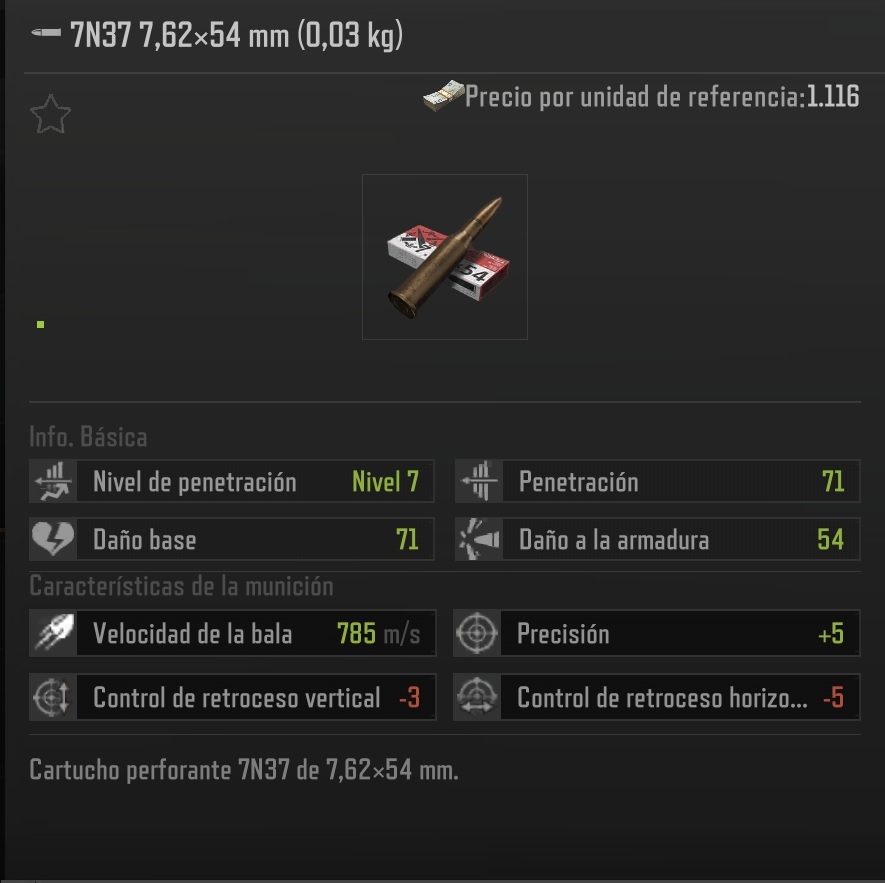 7N37 7,62×54 mm (0,03 kg)
Precio por unidad de referencia:1.116
54
Info. Básica
Nivel de penetración Nivel 7
Penetración 71
Daño base 71
Daño a la armadura 54
Características de la munición
Velocidad de la bala 785 m/s
Precisión +5
Control de retroceso vertical -3
Control de retroceso horizo... -5
Cartucho perforante 7N37 de 7,62×54 mm.